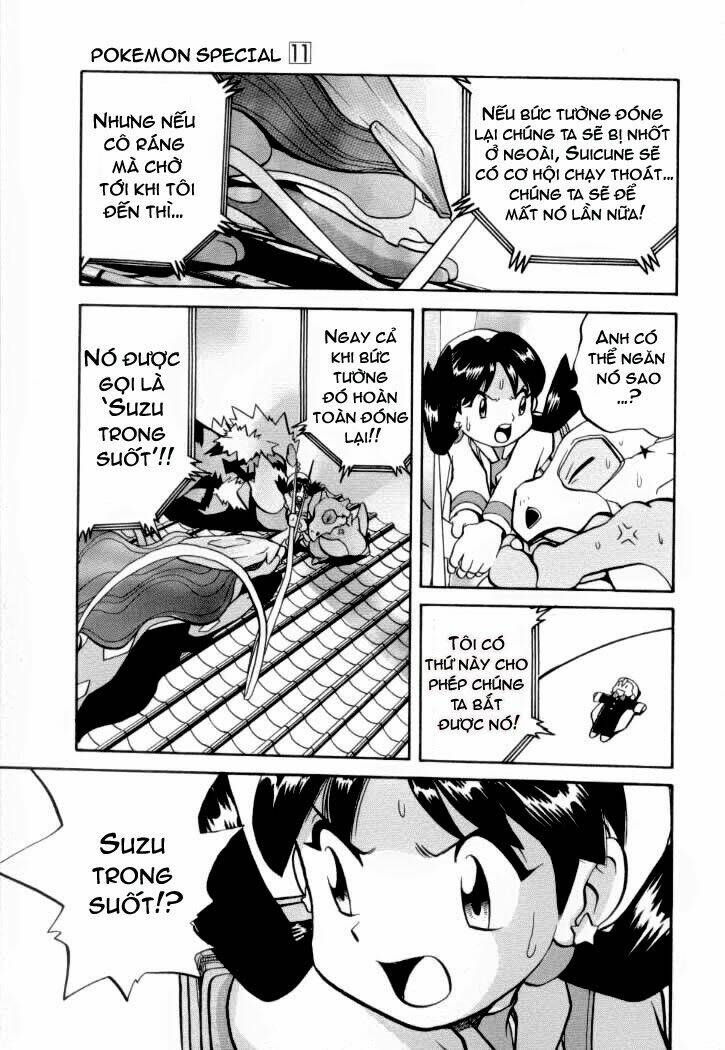 POKEMON SPECIAL 11
NẾU BỨC TƯỜNG ĐÓNG
LẠI CHÚNG TA SẼ BỊ NHỐT
Ở NGOÀI, SUICUNE SẼ
CÓ CƠ HỘI CHẠY THOÁT...
CHÚNG TA SẼ ĐỂ
MẤT NÓ LẦN NỮA!
NHƯNG NẾU
CÔ RÁNG
MÀ CHỜ
TỚI KHI TÔI
ĐẾN THÌ...
ANH CÓ
THỂ NGĂN
NÓ SAO
...?
TÔI CÓ
THỨ NÀY CHO
PHÉP CHÚNG
TA BẮT
ĐƯỢC NÓ!
NGAY CẢ
KHI BỨC
TƯỜNG
ĐÓ HOÀN
TOÀN ĐÓNG
LẠI!!
NÓ ĐƯỢC
GỌI LÀ
‘SUZU
TRONG
SUỐT’!!
SUZU
TRONG
SUỐT!?